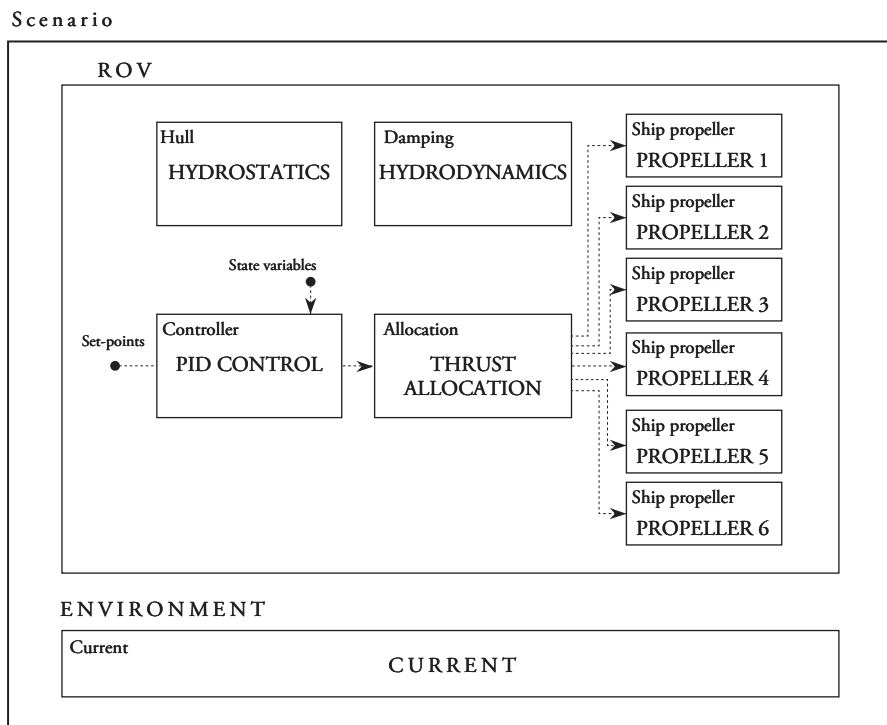 Scenario
ROV
Hull
HYDROSTATICS
Damping
HYDRODYNAMICS
Ship propeller
PROPELLER 1
Ship propeller
PROPELLER 2
Ship propeller
PROPELLER 3
State variables
Set-points
Controller
PID CONTROL
Allocation
THRUST
ALLOCATION
Ship propeller
PROPELLER 4
Ship propeller
PROPELLER 5
Ship propeller
PROPELLER 6
ENVIRONMENT
Current
CURRENT